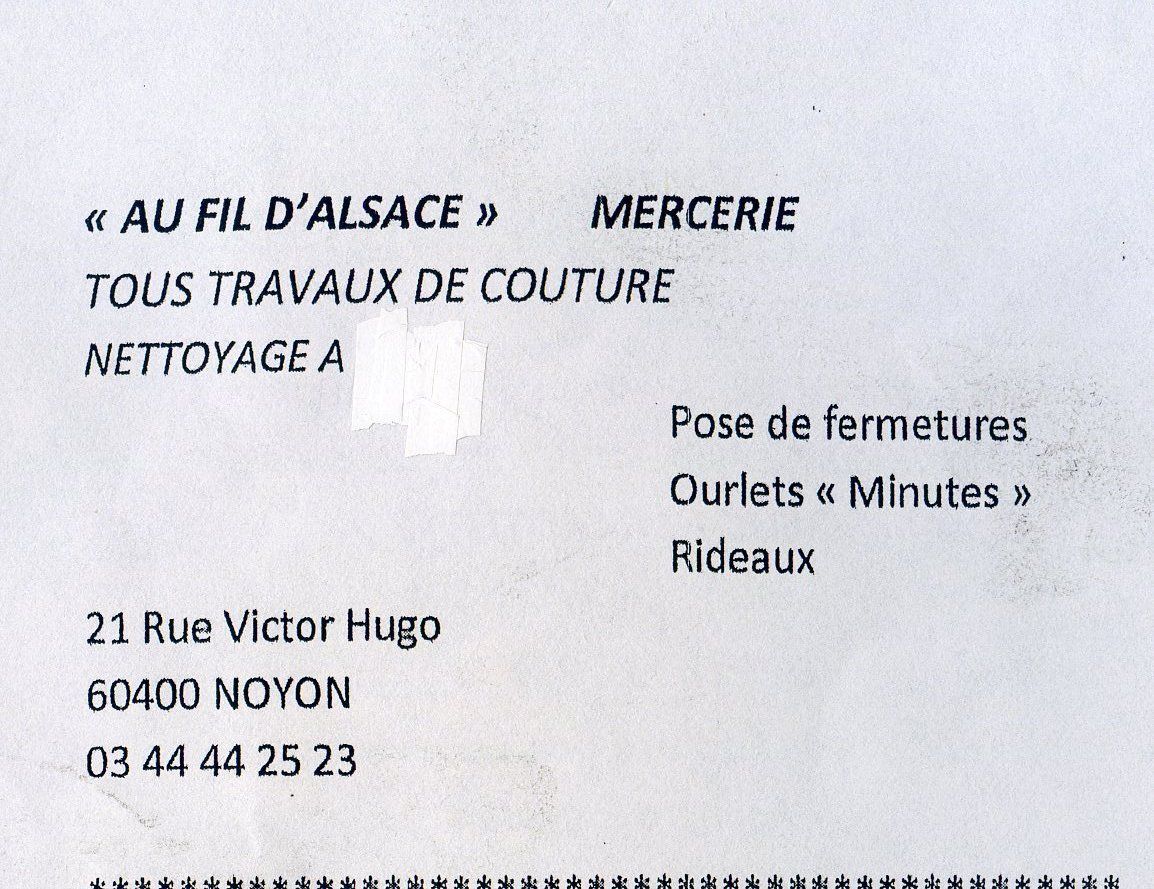 « AU FIL D’ALSACE » MERCERIE
TOUS TRAVAUX DE COUTURE
NETTOYAGE A
Pose de fermetures
Ourlets « Minutes »
Rideaux
21 Rue Victor Hugo
60400 NOYON
03 44 44 25 23
***********************************************